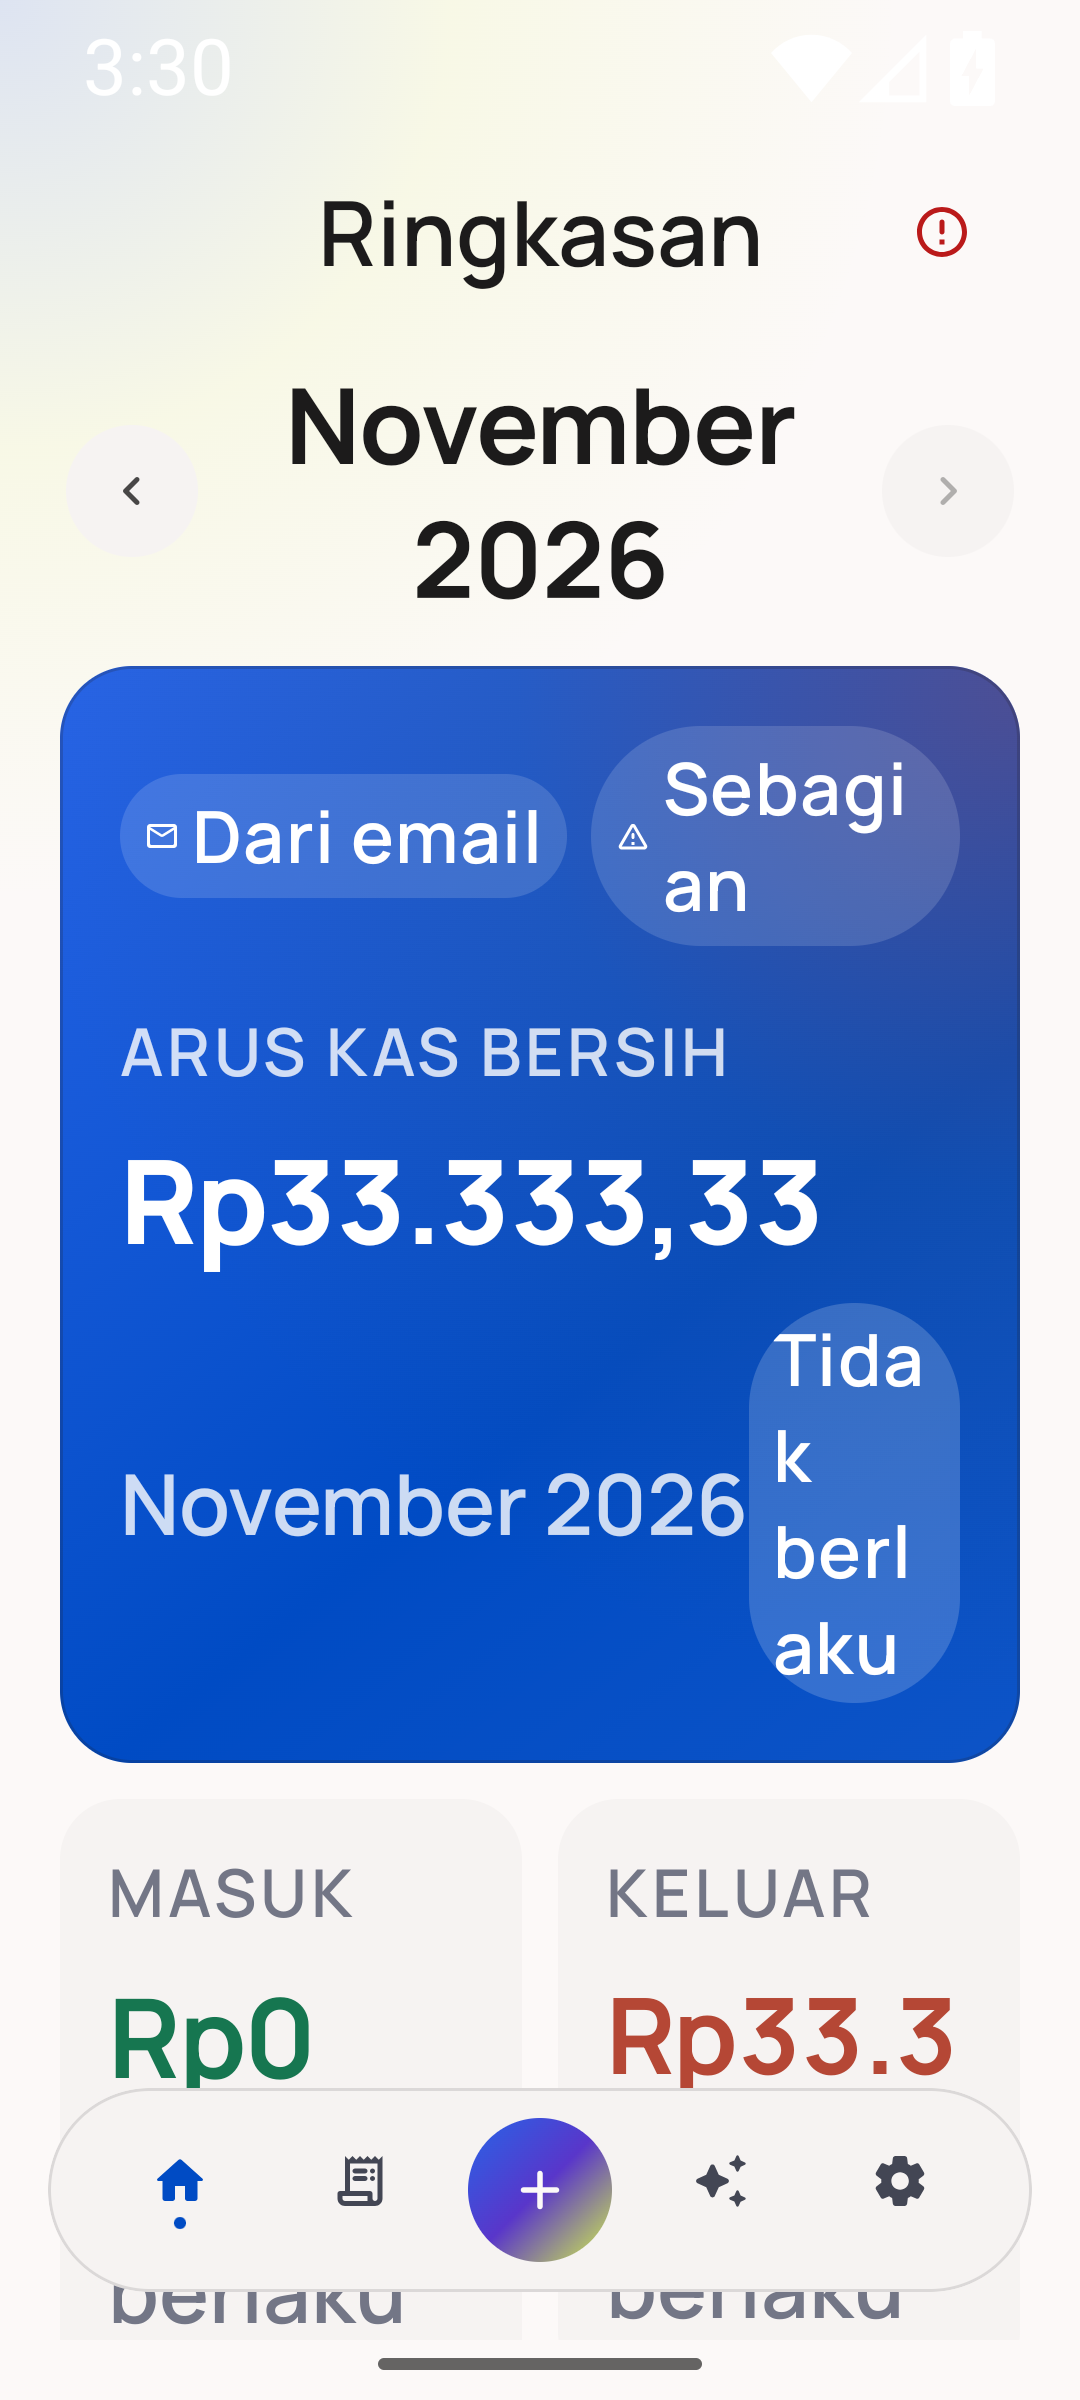 3:30
Ringkasan
November
2026
Dari email
Sebagi
an
ARUS KAS BERSIH
Rp33.333,33
November 2026
Tida
k
berl
aku
MASUK
KELUAR
Rp0
Rp33.3
berlaku
berlaku